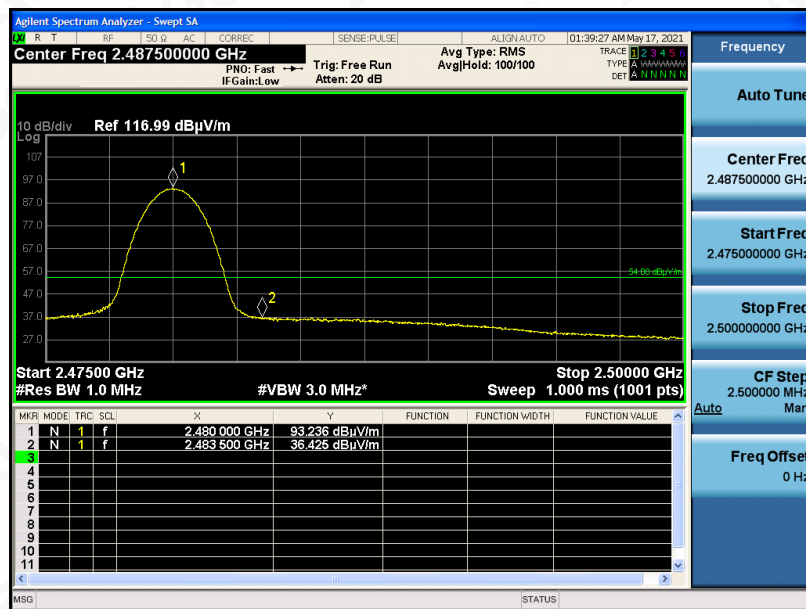 Agilent Spectrum Analyzer - Swept SA
LXI R T RF 50 Ω AC CORREC SENSE:PULSE ALIGN AUTO 01:39:27 AM May 17, 2021
Center Freq 2.487500000 GHz
PNO: Fast
IFGain:Low
Trig: Free Run
Atten: 20 dB
Avg Type: RMS
Avg|Hold: 100/100
TRACE 1 2 3 4 5 6
TYPE A WWWWW
DET A N N N N N
Frequency
Auto Tune
Center Freq
2.487500000 GHz
Start Freq
2.475000000 GHz
Stop Freq
2.500000000 GHz
CF Step
2.500000 MHz
Auto Man
Freq Offset
0 Hz
10 dB/div Ref 116.99 dBµV/m
Log
107
97.0
87.0
77.0
67.0
57.0
47.0
37.0
27.0
1
2
54.00 dBµV/m
Start 2.47500 GHz Stop 2.50000 GHz
#Res BW 1.0 MHz #VBW 3.0 MHz* Sweep 1.000 ms (1001 pts)
MKR MODE TRC SCL X Y FUNCTION FUNCTION WIDTH FUNCTION VALUE
1 N 1 f 2.480 000 GHz 93.236 dBµV/m
2 N 1 f 2.483 500 GHz 36.425 dBµV/m
3
4
5
6
7
8
9
10
11
MSG STATUS